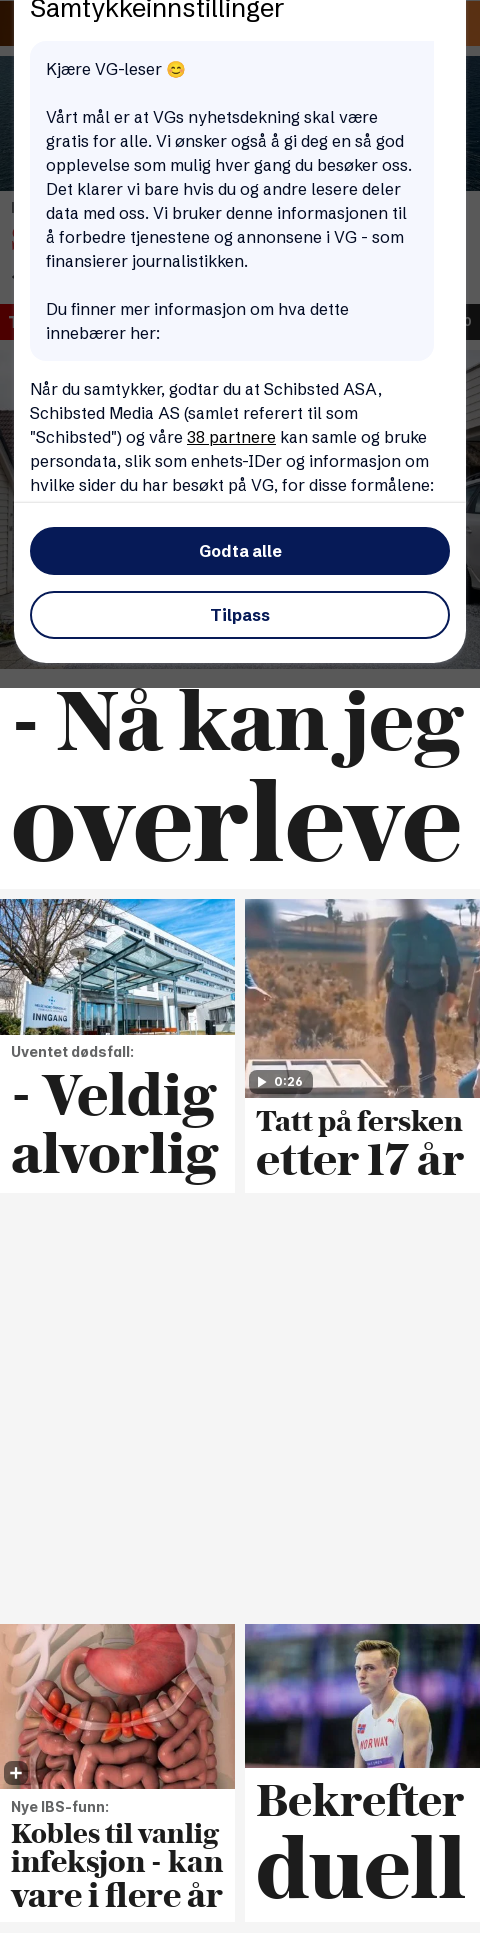 Samtykkeinnstillinger
Kjære VG-leser 😊
Vårt mål er at VGs nyhetsdekning skal være
gratis for alle. Vi ønsker også å gi deg en så god
opplevelse som mulig hver gang du besøker oss.
Det klarer vi bare hvis du og andre lesere deler
data med oss. Vi bruker denne informasjonen til
å forbedre tjenestene og annonsene i VG - som
finansierer journalistikken.
Du finner mer informasjon om hva dette
innebærer her:
Når du samtykker, godtar du at Schibsted ASA,
Schibsted Media AS (samlet referert til som
"Schibsted") og våre 38 partnere kan samle og bruke
persondata, slik som enhets-IDer og informasjon om
hvilke sider du har besøkt på VG, for disse formålene:
Godta alle
Tilpass
- Nå kan jeg
overleve
INNGANG
0:26
Uventet dødsfall:
- Veldig
alvorlig
Tatt på fersken
etter 17 år
NORWAY
Nye IBS-funn:
Kobles til vanlig
infeksjon - kan
vare i flere år
Bekrefter
duell